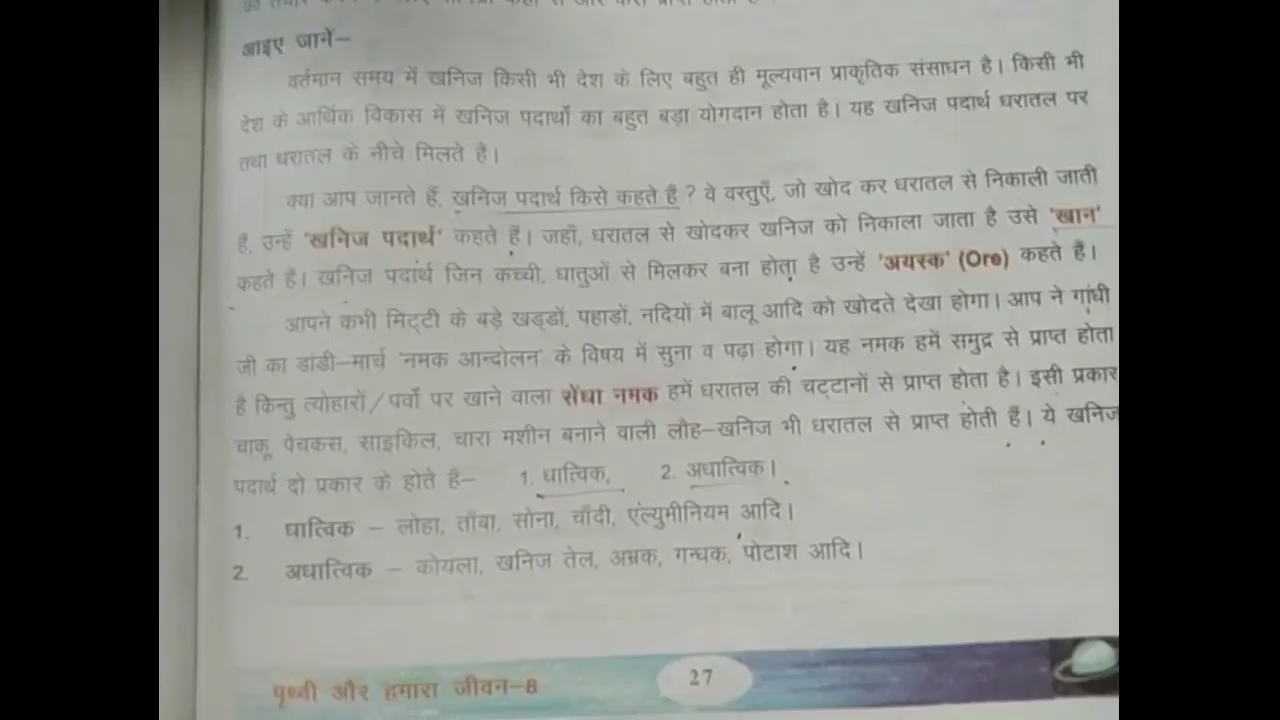 आइए जानें–
वर्तमान समय में खनिज किसी भी देश के लिए बहुत ही मूल्यवान प्राकृतिक संसाधन है। किसी भी
देश के आर्थिक विकास में खनिज पदार्थों का बहुत बड़ा योगदान होता है। यह खनिज पदार्थ धरातल पर
तथा धरातल के नीचे मिलते हैं।
क्या आप जानते हैं, खनिज पदार्थ किसे कहते हैं ? वे वस्तुएँ, जो खोद कर धरातल से निकाली जाती
हैं, उन्हें 'खनिज पदार्थ' कहते हैं। जहाँ, धरातल से खोदकर खनिज को निकाला जाता है उसे 'खान'
कहते हैं। खनिज पदार्थ जिन कच्ची, धातुओं से मिलकर बना होता है उन्हें 'अयस्क' (Ore) कहते हैं।
आपने कभी मिट्टी के बड़े खड्डों, पहाड़ों, नदियों में बालू आदि को खोदते देखा होगा। आप ने गांधी
जी का डांडी–मार्च 'नमक आन्दोलन' के विषय में सुना व पढ़ा होगा। यह नमक हमें समुद्र से प्राप्त होता
है किन्तु त्योहारों/पर्वों पर खाने वाला सेंधा नमक हमें धरातल की चट्टानों से प्राप्त होता है। इसी प्रकार
चाकू, पेचकस, साइकिल, चारा मशीन बनाने वाली लौह–खनिज भी धरातल से प्राप्त होती हैं। ये खनिज
पदार्थ दो प्रकार के होते है– 1. धात्विक, 2. अधात्विक।
1. धात्विक – लोहा, ताँबा, सोना, चाँदी, एंल्युमीनियम आदि।
2. अधात्विक – कोयला, खनिज तेल, अभ्रक, गन्धक, पोटाश आदि।
पृथ्वी और हमारा जीवन–8 27